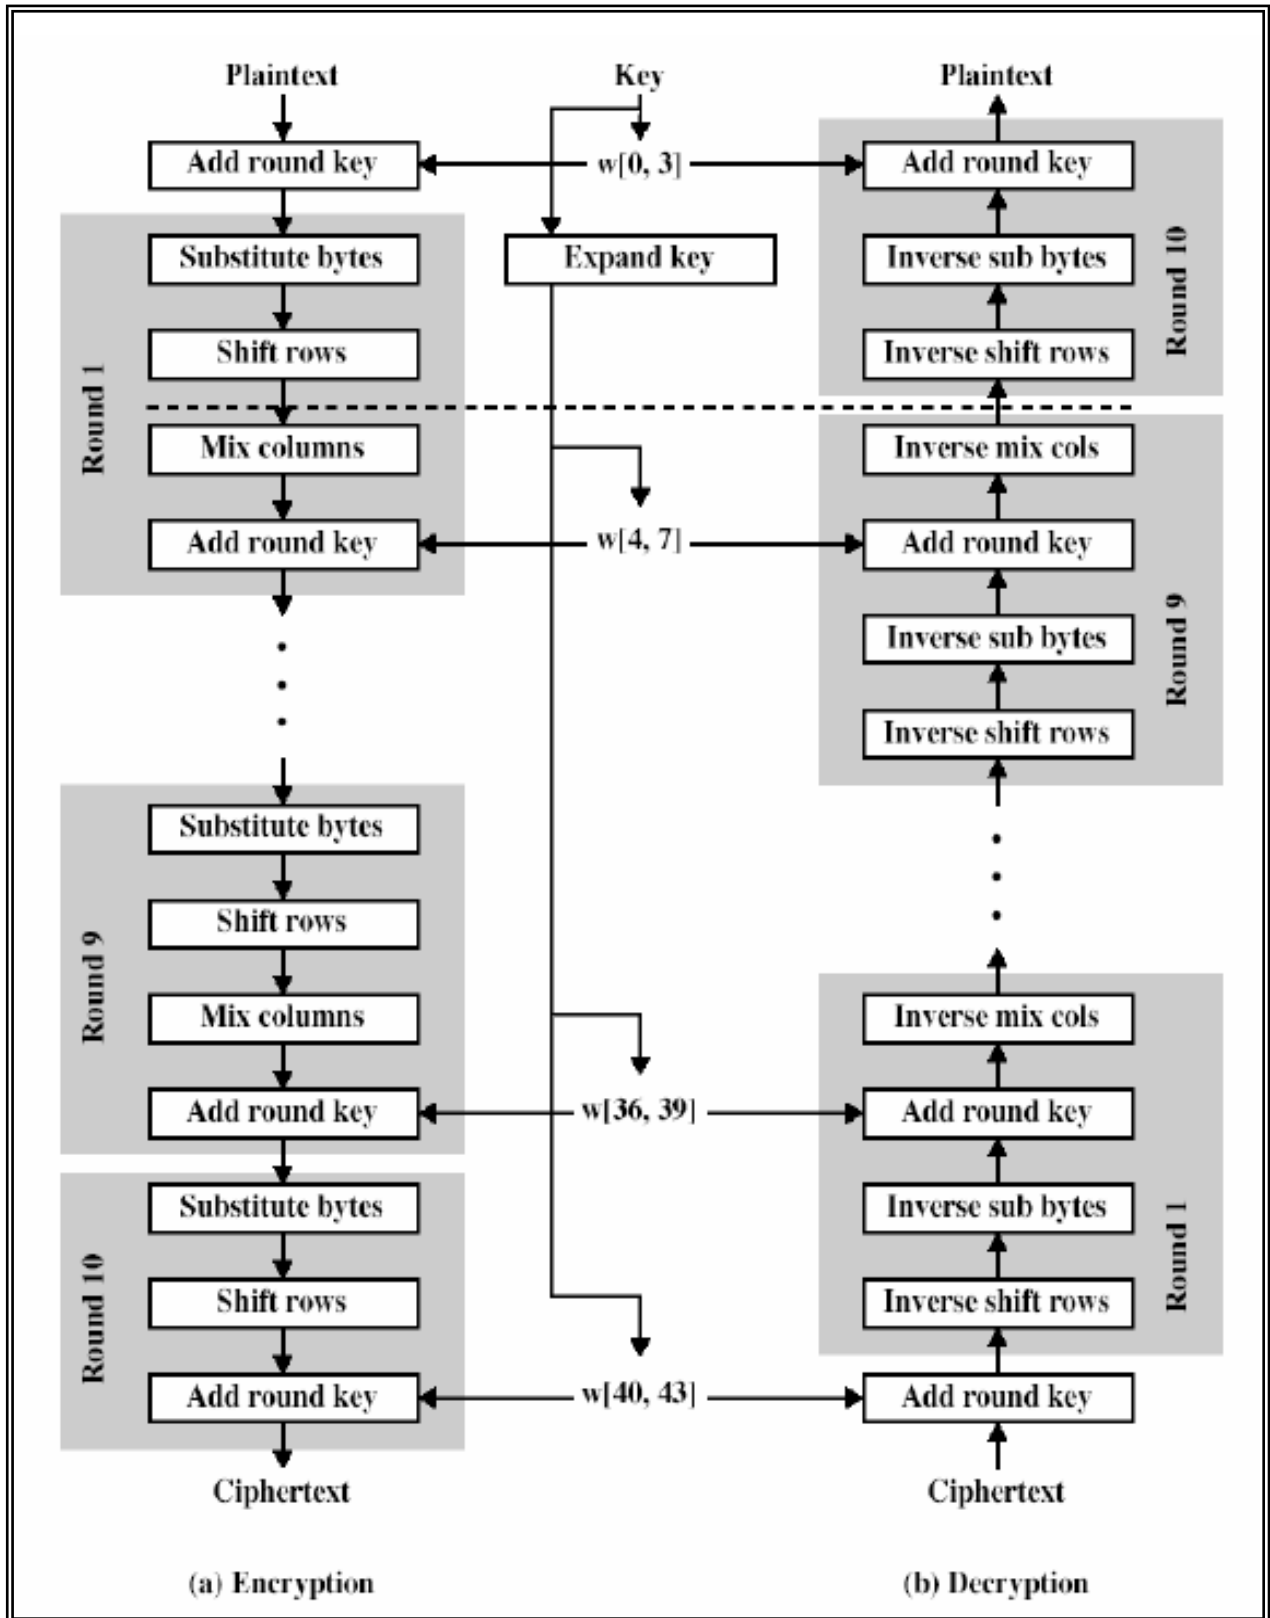 Plaintext
Key
Plaintext
Add round key
w[0, 3]
Add round key
Substitute bytes
Expand key
Inverse sub bytes
Round 10
Shift rows
Inverse shift rows
Round 1
Mix columns
Inverse mix cols
Add round key
w[4, 7]
Add round key
Inverse sub bytes
Round 9
Inverse shift rows
Substitute bytes
Shift rows
Round 9
Mix columns
Inverse mix cols
Add round key
w[36, 39]
Add round key
Substitute bytes
Inverse sub bytes
Round 10
Round 1
Shift rows
Inverse shift rows
Add round key
w[40, 43]
Add round key
Ciphertext
Ciphertext
(a) Encryption
(b) Decryption